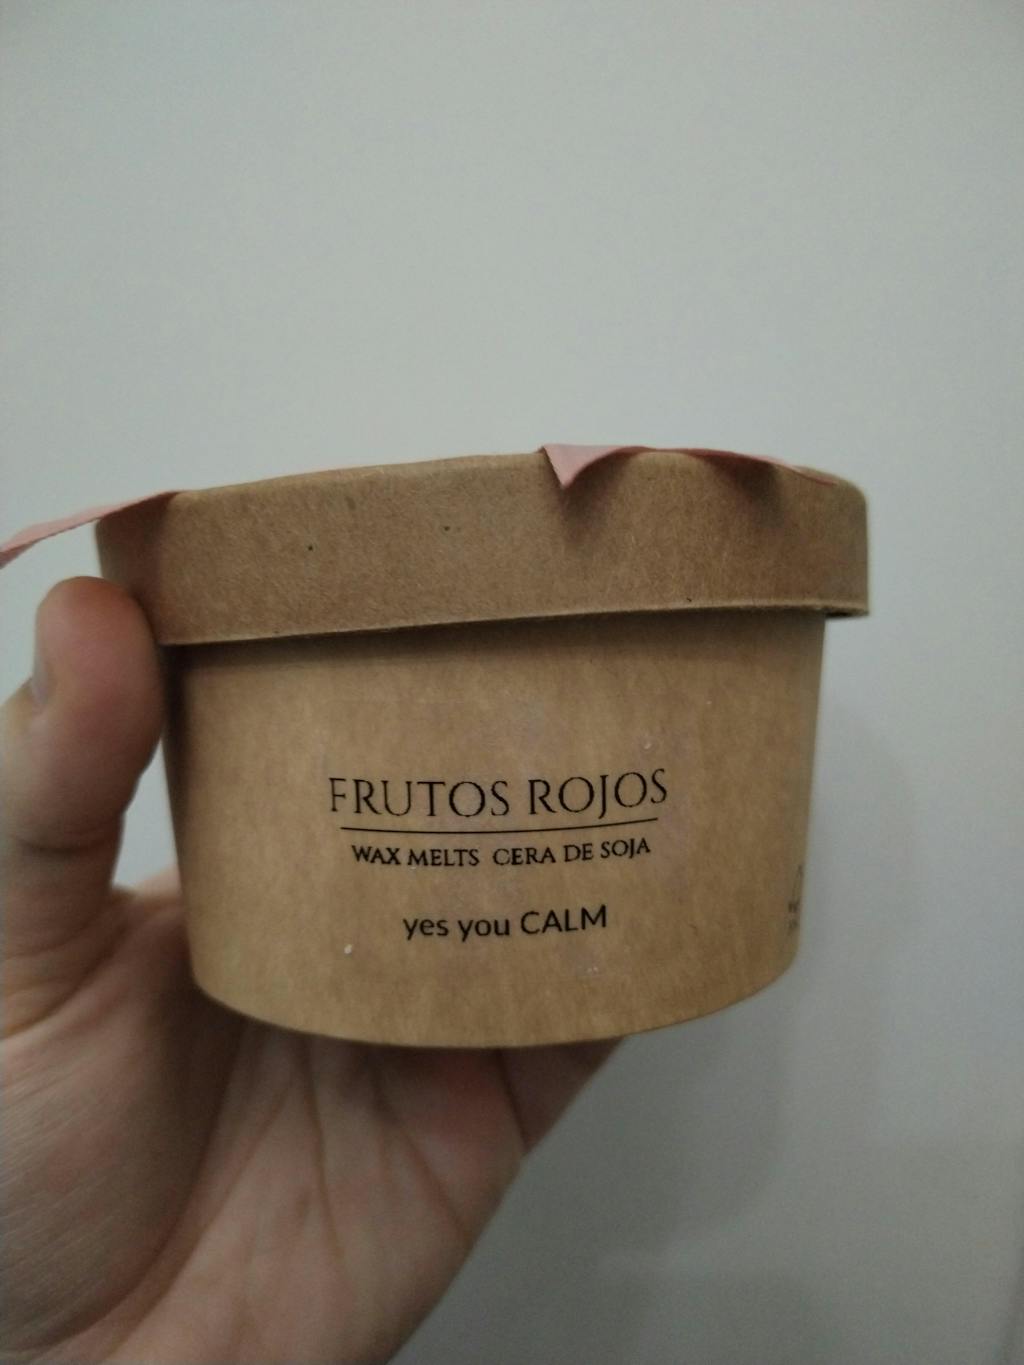 FRUTOS ROJOS
WAX MELTS CERA DE SOJA
yes you CALM